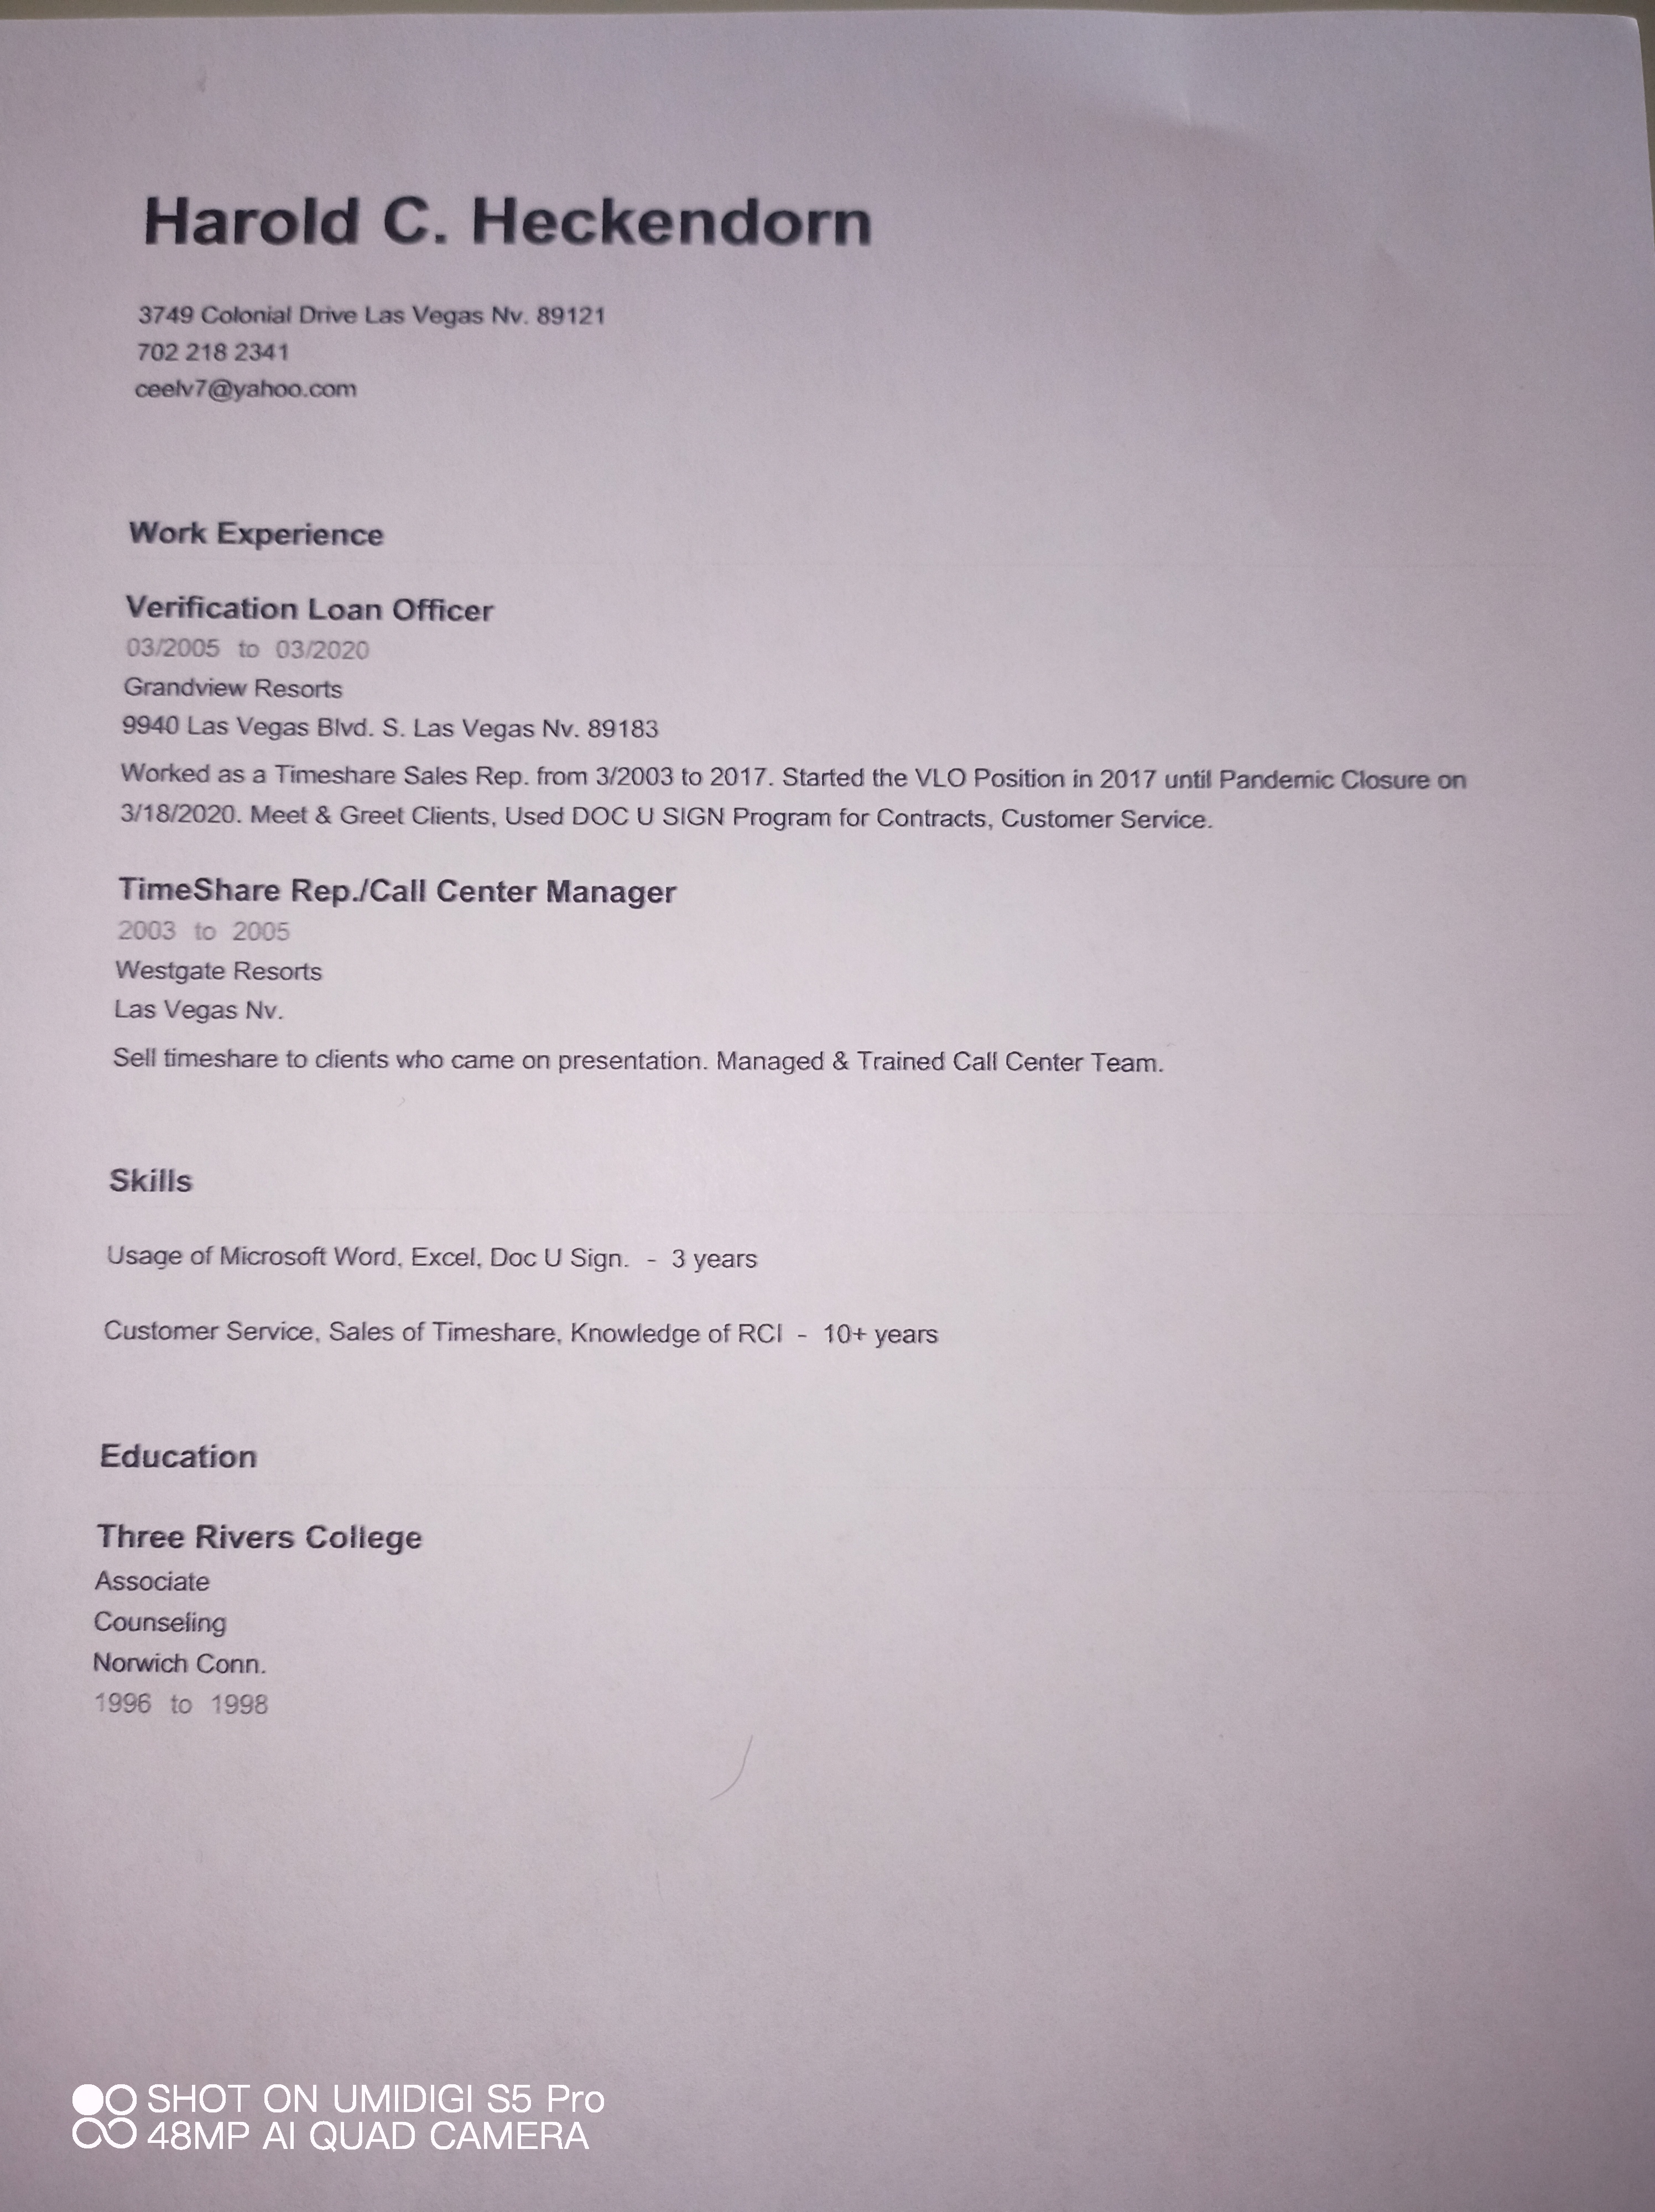 Harold C. Heckendorn
3749 Colonial Drive Las Vegas Nv. 89121
702 218 2341
ceelv7@yahoo.com
Work Experience
Verification Loan Officer
03/2005 to 03/2020
Grandview Resorts
9940 Las Vegas Blvd. S. Las Vegas Nv. 89183
Worked as a Timeshare Sales Rep. from 3/2003 to 2017. Started the VLO Position in 2017 until Pandemic Closure on
3/18/2020. Meet & Greet Clients, Used DOC U SIGN Program for Contracts, Customer Service.
TimeShare Rep./Call Center Manager
2003 to 2005
Westgate Resorts
Las Vegas Nv.
Sell timeshare to clients who came on presentation. Managed & Trained Call Center Team.
Skills
Usage of Microsoft Word, Excel, Doc U Sign. - 3 years
Customer Service, Sales of Timeshare, Knowledge of RCI - 10+ years
Education
Three Rivers College
Associate
Counseling
Norwich Conn.
1996 to 1998
SHOT ON UMIDIGI S5 Pro
48MP AI QUAD CAMERA